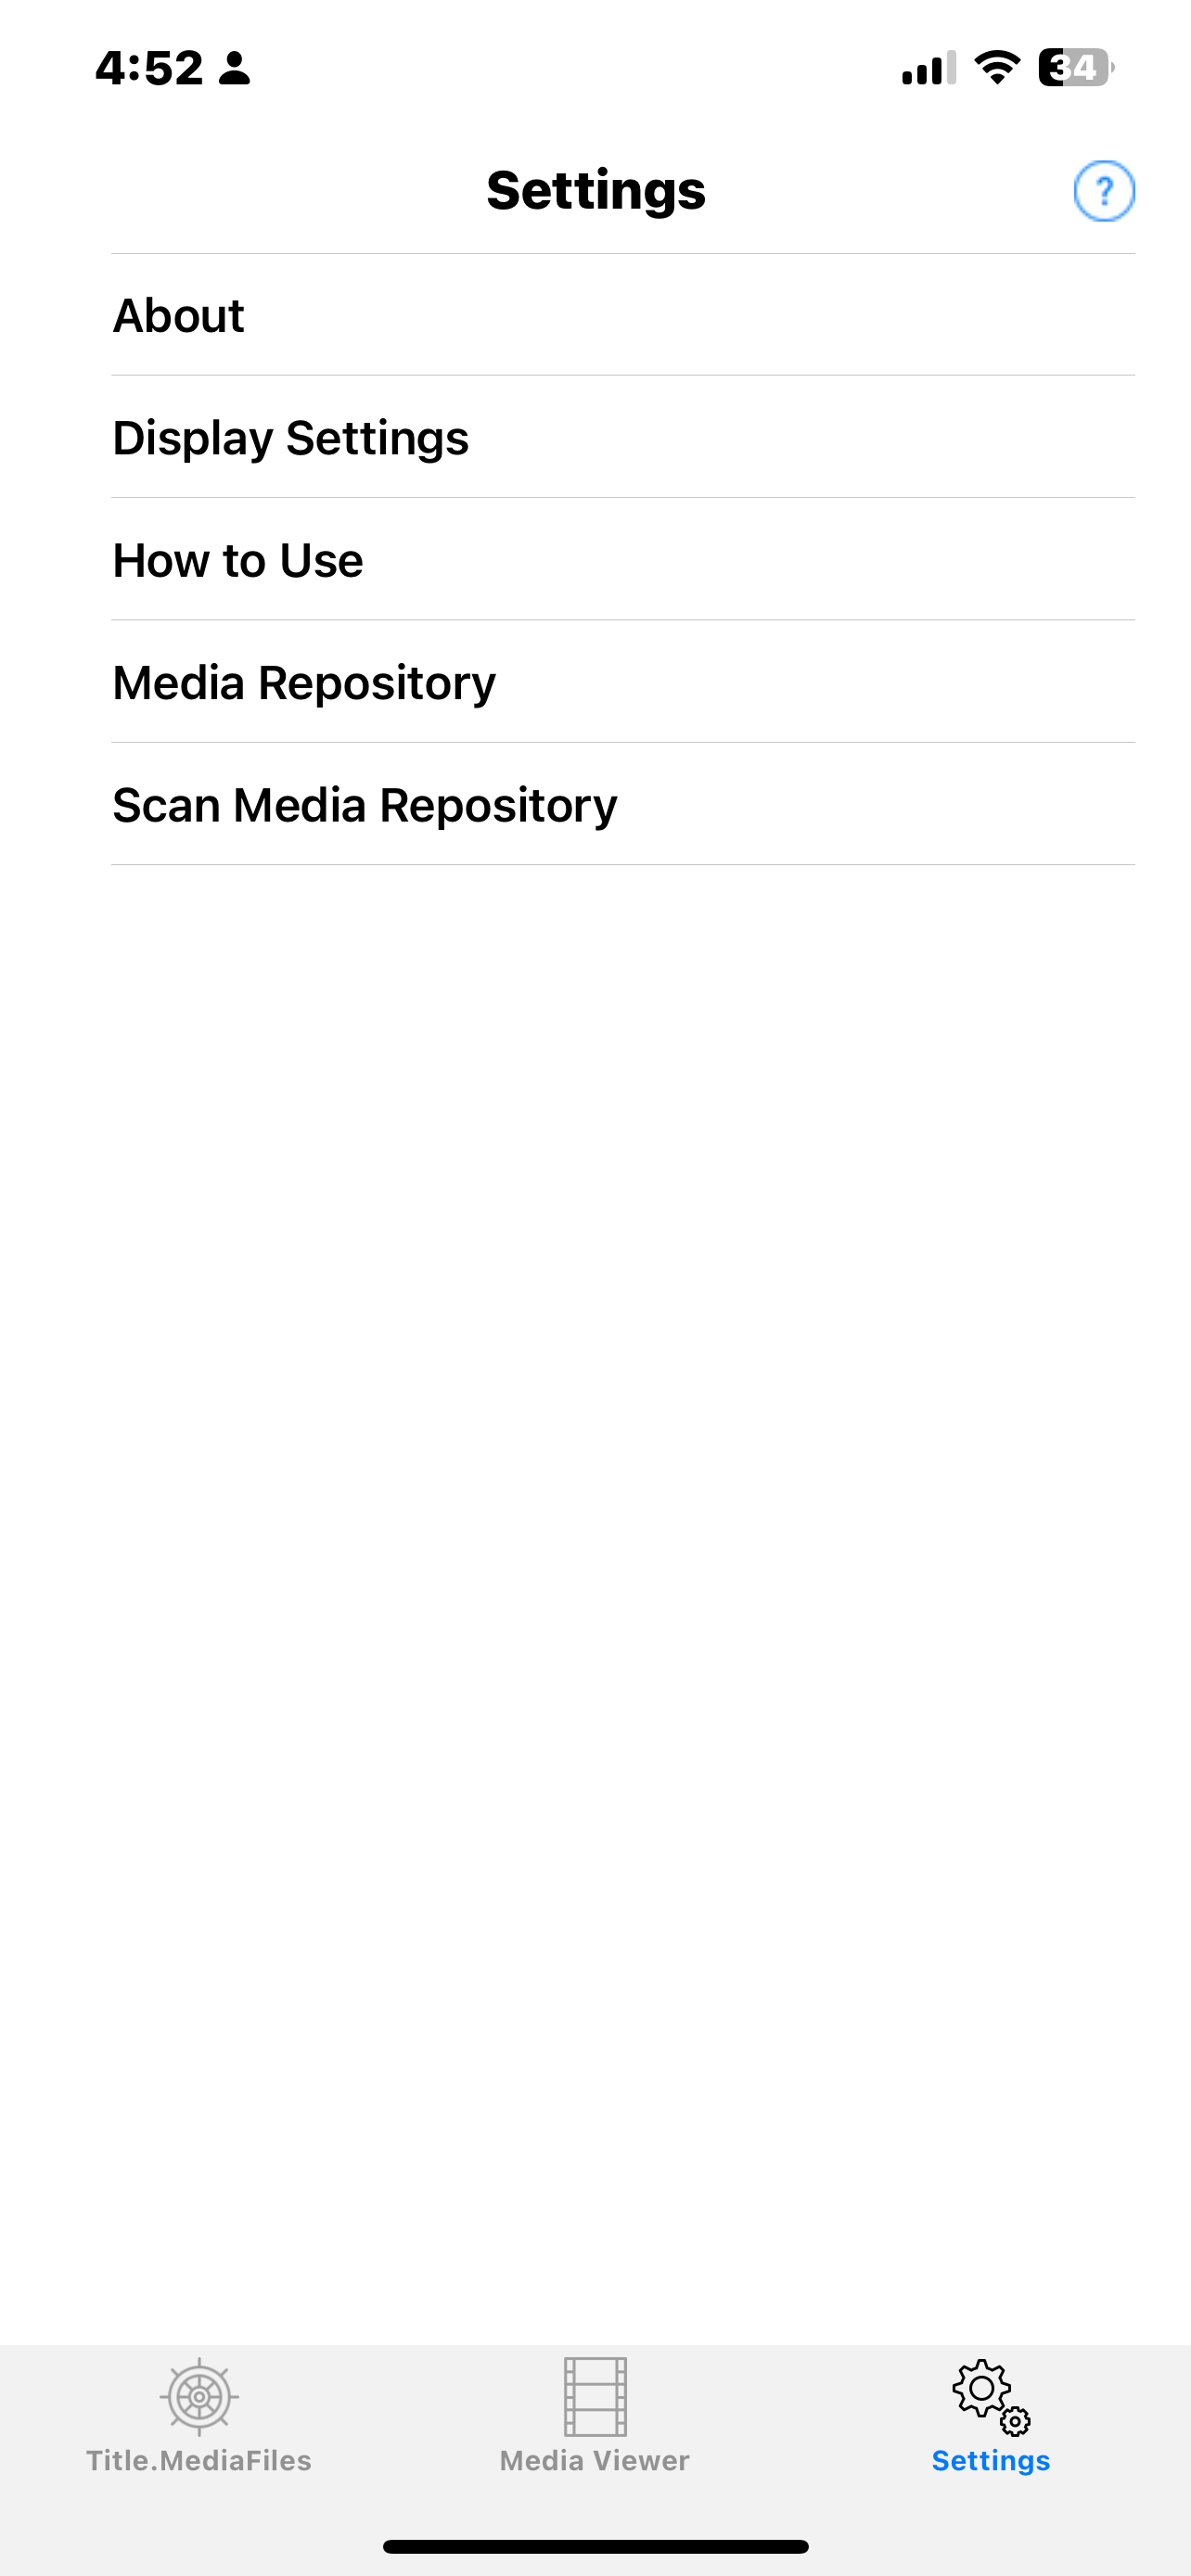 4:52
34
Settings
?
About
Display Settings
How to Use
Media Repository
Scan Media Repository
Title.MediaFiles
Media Viewer
Settings